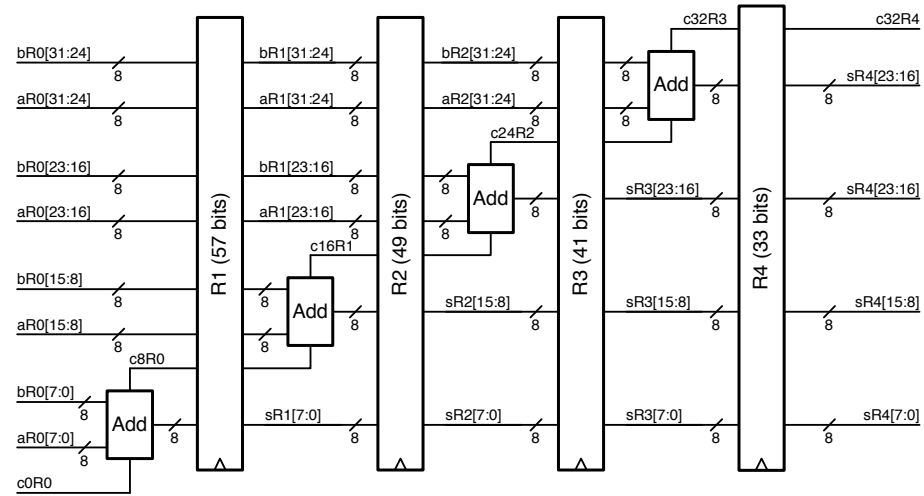 c32R3 c32R4
bR0[31:24] bR1[31:24] bR2[31:24]
8 8 8 8
Add sR4[23:16]
8 8
aR0[31:24] aR1[31:24] aR2[31:24]
8 8 8 8
c24R2
bR0[23:16] bR1[23:16]
8 8 8
Add sR3[23:16] sR4[23:16]
8 8 8
aR0[23:16] aR1[23:16]
8 8 8
R1 (57 bits)
R2 (49 bits)
R3 (41 bits)
R4 (33 bits)
c16R1
bR0[15:8]
8 8
Add sR2[15:8] sR3[15:8] sR4[15:8]
8 8 8 8
aR0[15:8]
8 8
c8R0
bR0[7:0]
8
Add sR1[7:0] sR2[7:0] sR3[7:0] sR4[7:0]
8 8 8 8 8
aR0[7:0]
8
c0R0